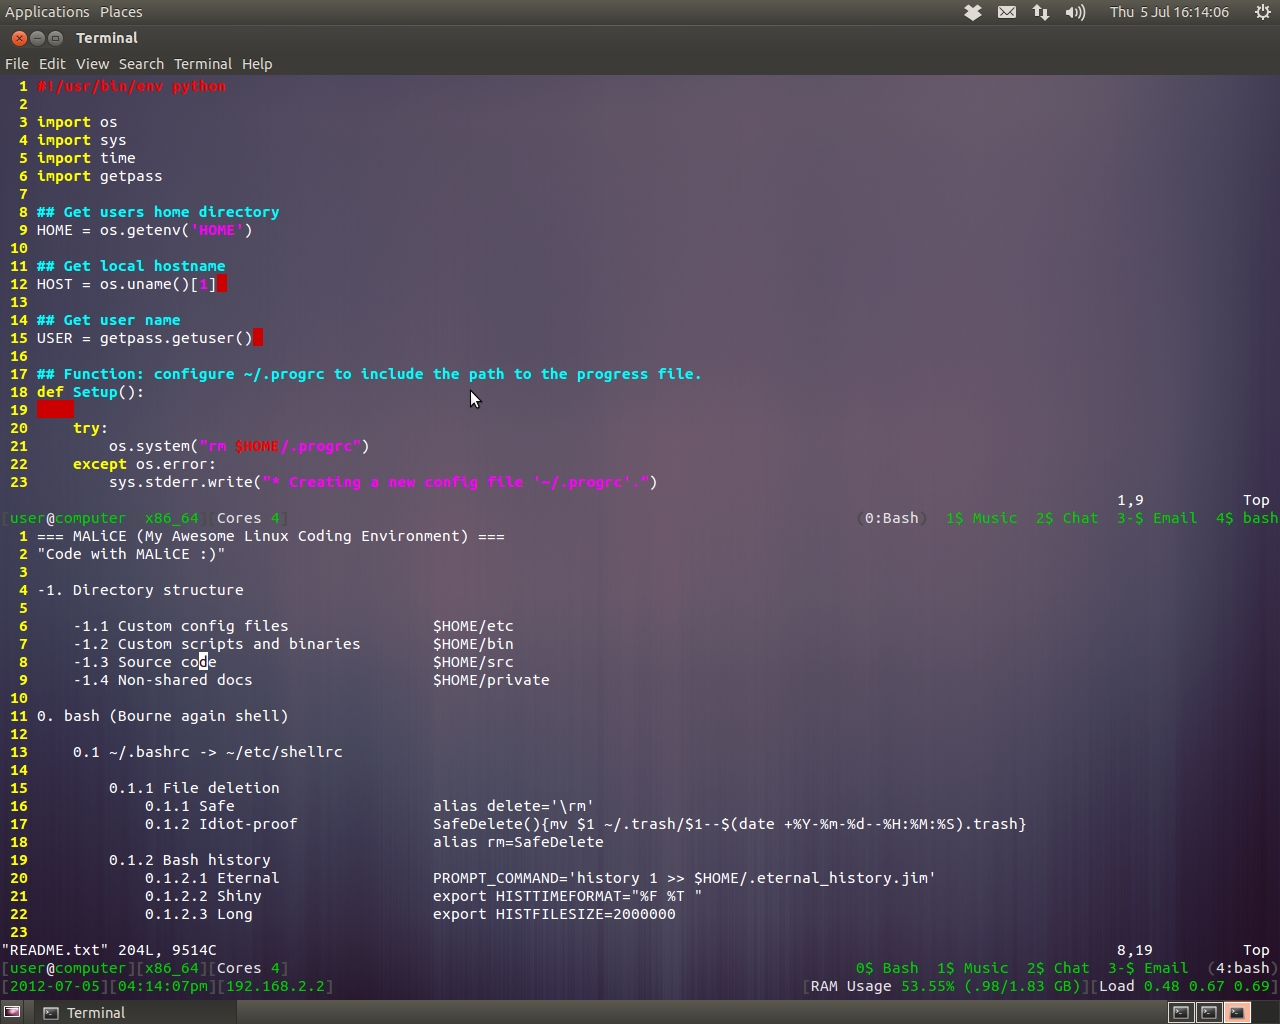 Applications Places Thu 5 Jul 16:14:06
Terminal
File Edit View Search Terminal Help
1 #!/usr/bin/env python
2
3 import os
4 import sys
5 import time
6 import getpass
7
8 ## Get users home directory
9 HOME = os.getenv('HOME')
10
11 ## Get local hostname
12 HOST = os.uname()[1]
13
14 ## Get user name
15 USER = getpass.getuser()
16
17 ## Function: configure ~/.progrc to include the path to the progress file.
18 def Setup():
19
20 try:
21 os.system("rm $HOME/.progrc")
22 except os.error:
23 sys.stderr.write("* Creating a new config file '~/.progrc'.")
1,9 Top
[user@computer x86_64][Cores 4] (0:Bash) 1$ Music 2$ Chat 3-$ Email 4$ bash
1 === MALiCE (My Awesome Linux Coding Environment) ===
2 "Code with MALiCE :)"
3
4 -1. Directory structure
5
6 -1.1 Custom config files $HOME/etc
7 -1.2 Custom scripts and binaries $HOME/bin
8 -1.3 Source code $HOME/src
9 -1.4 Non-shared docs $HOME/private
10
11 0. bash (Bourne again shell)
12
13 0.1 ~/.bashrc -> ~/etc/shellrc
14
15 0.1.1 File deletion
16 0.1.1 Safe alias delete='\rm'
17 0.1.2 Idiot-proof SafeDelete(){mv $1 ~/.trash/$1--$(date +%Y-%m-%d--%H:%M:%S).trash}
18 alias rm=SafeDelete
19 0.1.2 Bash history
20 0.1.2.1 Eternal PROMPT_COMMAND='history 1 >> $HOME/.eternal_history.jim'
21 0.1.2.2 Shiny export HISTTIMEFORMAT="%F %T "
22 0.1.2.3 Long export HISTFILESIZE=2000000
23
"README.txt" 204L, 9514C 8,19 Top
[user@computer][x86_64][Cores 4] 0$ Bash 1$ Music 2$ Chat 3-$ Email (4:bash)
[2012-07-05][04:14:07pm][192.168.2.2] [RAM Usage 53.55% (.98/1.83 GB)][Load 0.48 0.67 0.69]
Terminal